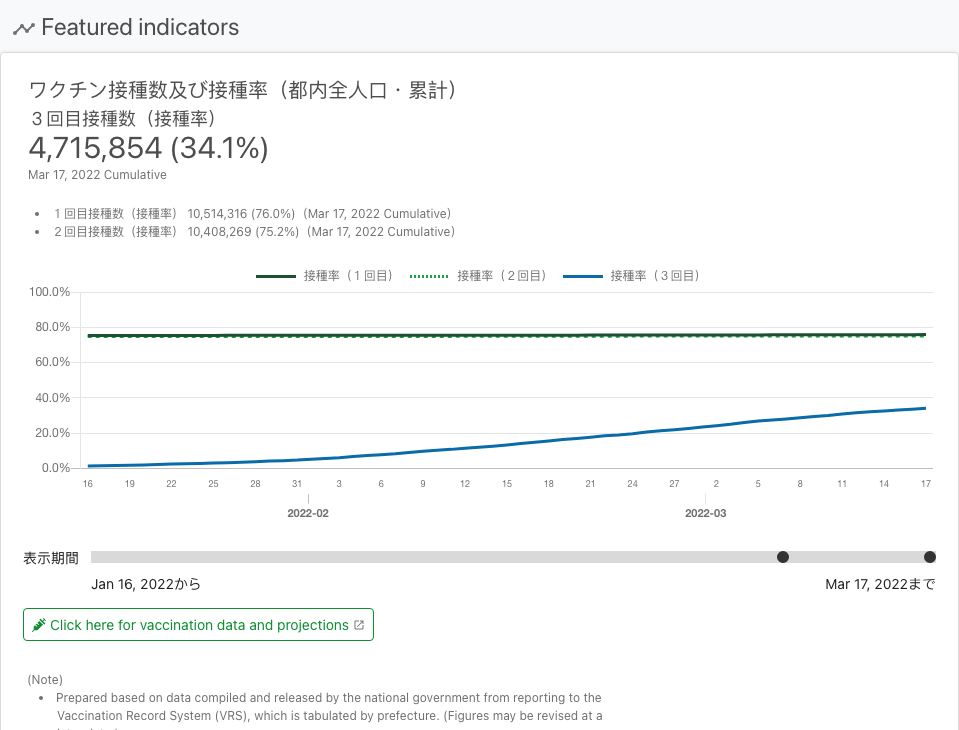 Featured indicators
ワクチン接種数及び接種率（都内全人口・累計）
３回目接種数（接種率）
4,715,854 (34.1%)
Mar 17, 2022 Cumulative
• １回目接種数（接種率） 10,514,316 (76.0%)（Mar 17, 2022 Cumulative)
• ２回目接種数（接種率） 10,408,269 (75.2%)（Mar 17, 2022 Cumulative)
接種率（１回目） 接種率（２回目） 接種率（３回目）
100.0%
80.0%
60.0%
40.0%
20.0%
0.0%
16 19 22 25 28 31 3 6 9 12 15 18 21 24 27 2 5 8 11 14 17
2022-02 2022-03
表示期間
Jan 16, 2022から Mar 17, 2022まで
Click here for vaccination data and projections
(Note)
• Prepared based on data compiled and released by the national government from reporting to the
Vaccination Record System (VRS), which is tabulated by prefecture. (Figures may be revised at a